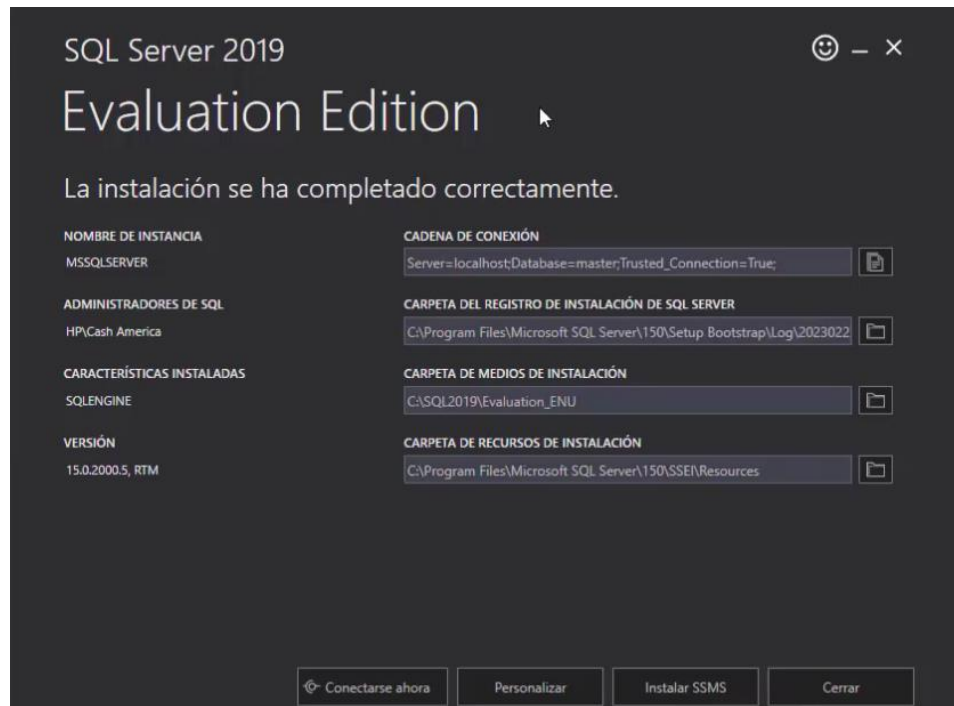 SQL Server 2019
Evaluation Edition
La instalación se ha completado correctamente.
NOMBRE DE INSTANCIA
MSSQLSERVER
CADENA DE CONEXIÓN
Server=localhost;Database=master;Trusted_Connection=True;
ADMINISTRADORES DE SQL
HP\Cash America
CARPETA DEL REGISTRO DE INSTALACIÓN DE SQL SERVER
C:\Program Files\Microsoft SQL Server\150\Setup Bootstrap\Log\2023022
CARACTERÍSTICAS INSTALADAS
SQLENGINE
CARPETA DE MEDIOS DE INSTALACIÓN
C:\SQL2019\Evaluation_ENU
VERSIÓN
15.0.2000.5, RTM
CARPETA DE RECURSOS DE INSTALACIÓN
C:\Program Files\Microsoft SQL Server\150\SSEI\Resources
Conectarse ahora
Personalizar
Instalar SSMS
Cerrar